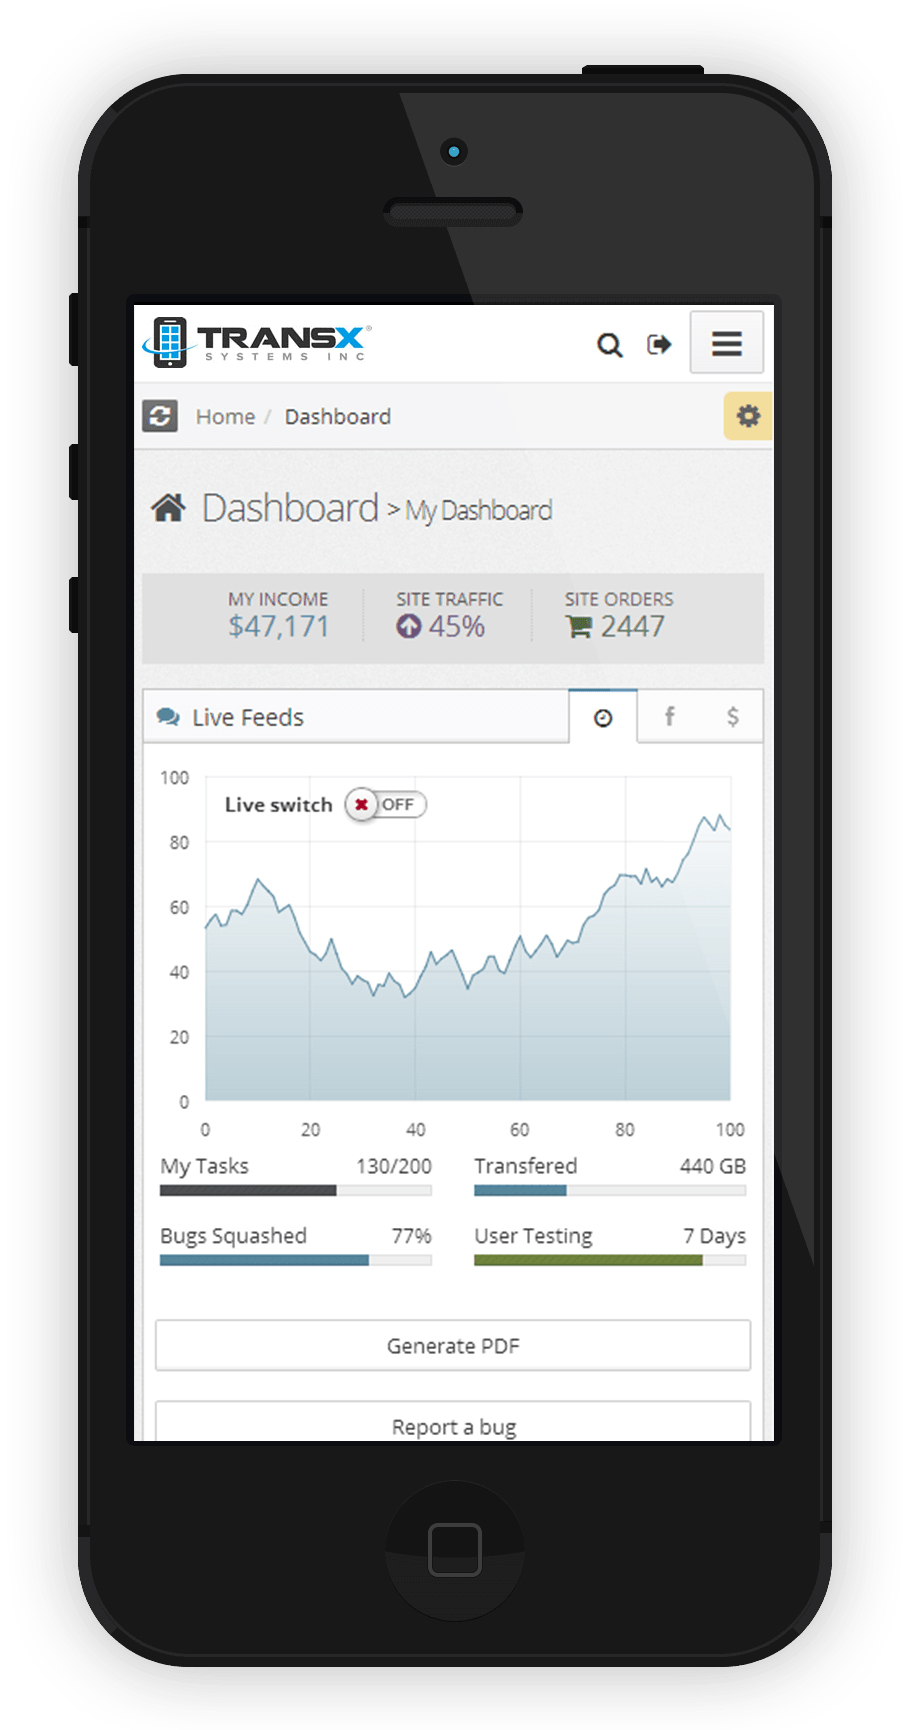 TRANSX®
SYSTEMS INC
Home / Dashboard
Dashboard > My Dashboard
MY INCOME SITE TRAFFIC SITE ORDERS
$47,171 45% 2447
Live Feeds f $
Live switch OFF
100
80
60
40
20
0
0 20 40 60 80 100
My Tasks 130/200 Transfered 440 GB
Bugs Squashed 77% User Testing 7 Days
Generate PDF
Report a bug